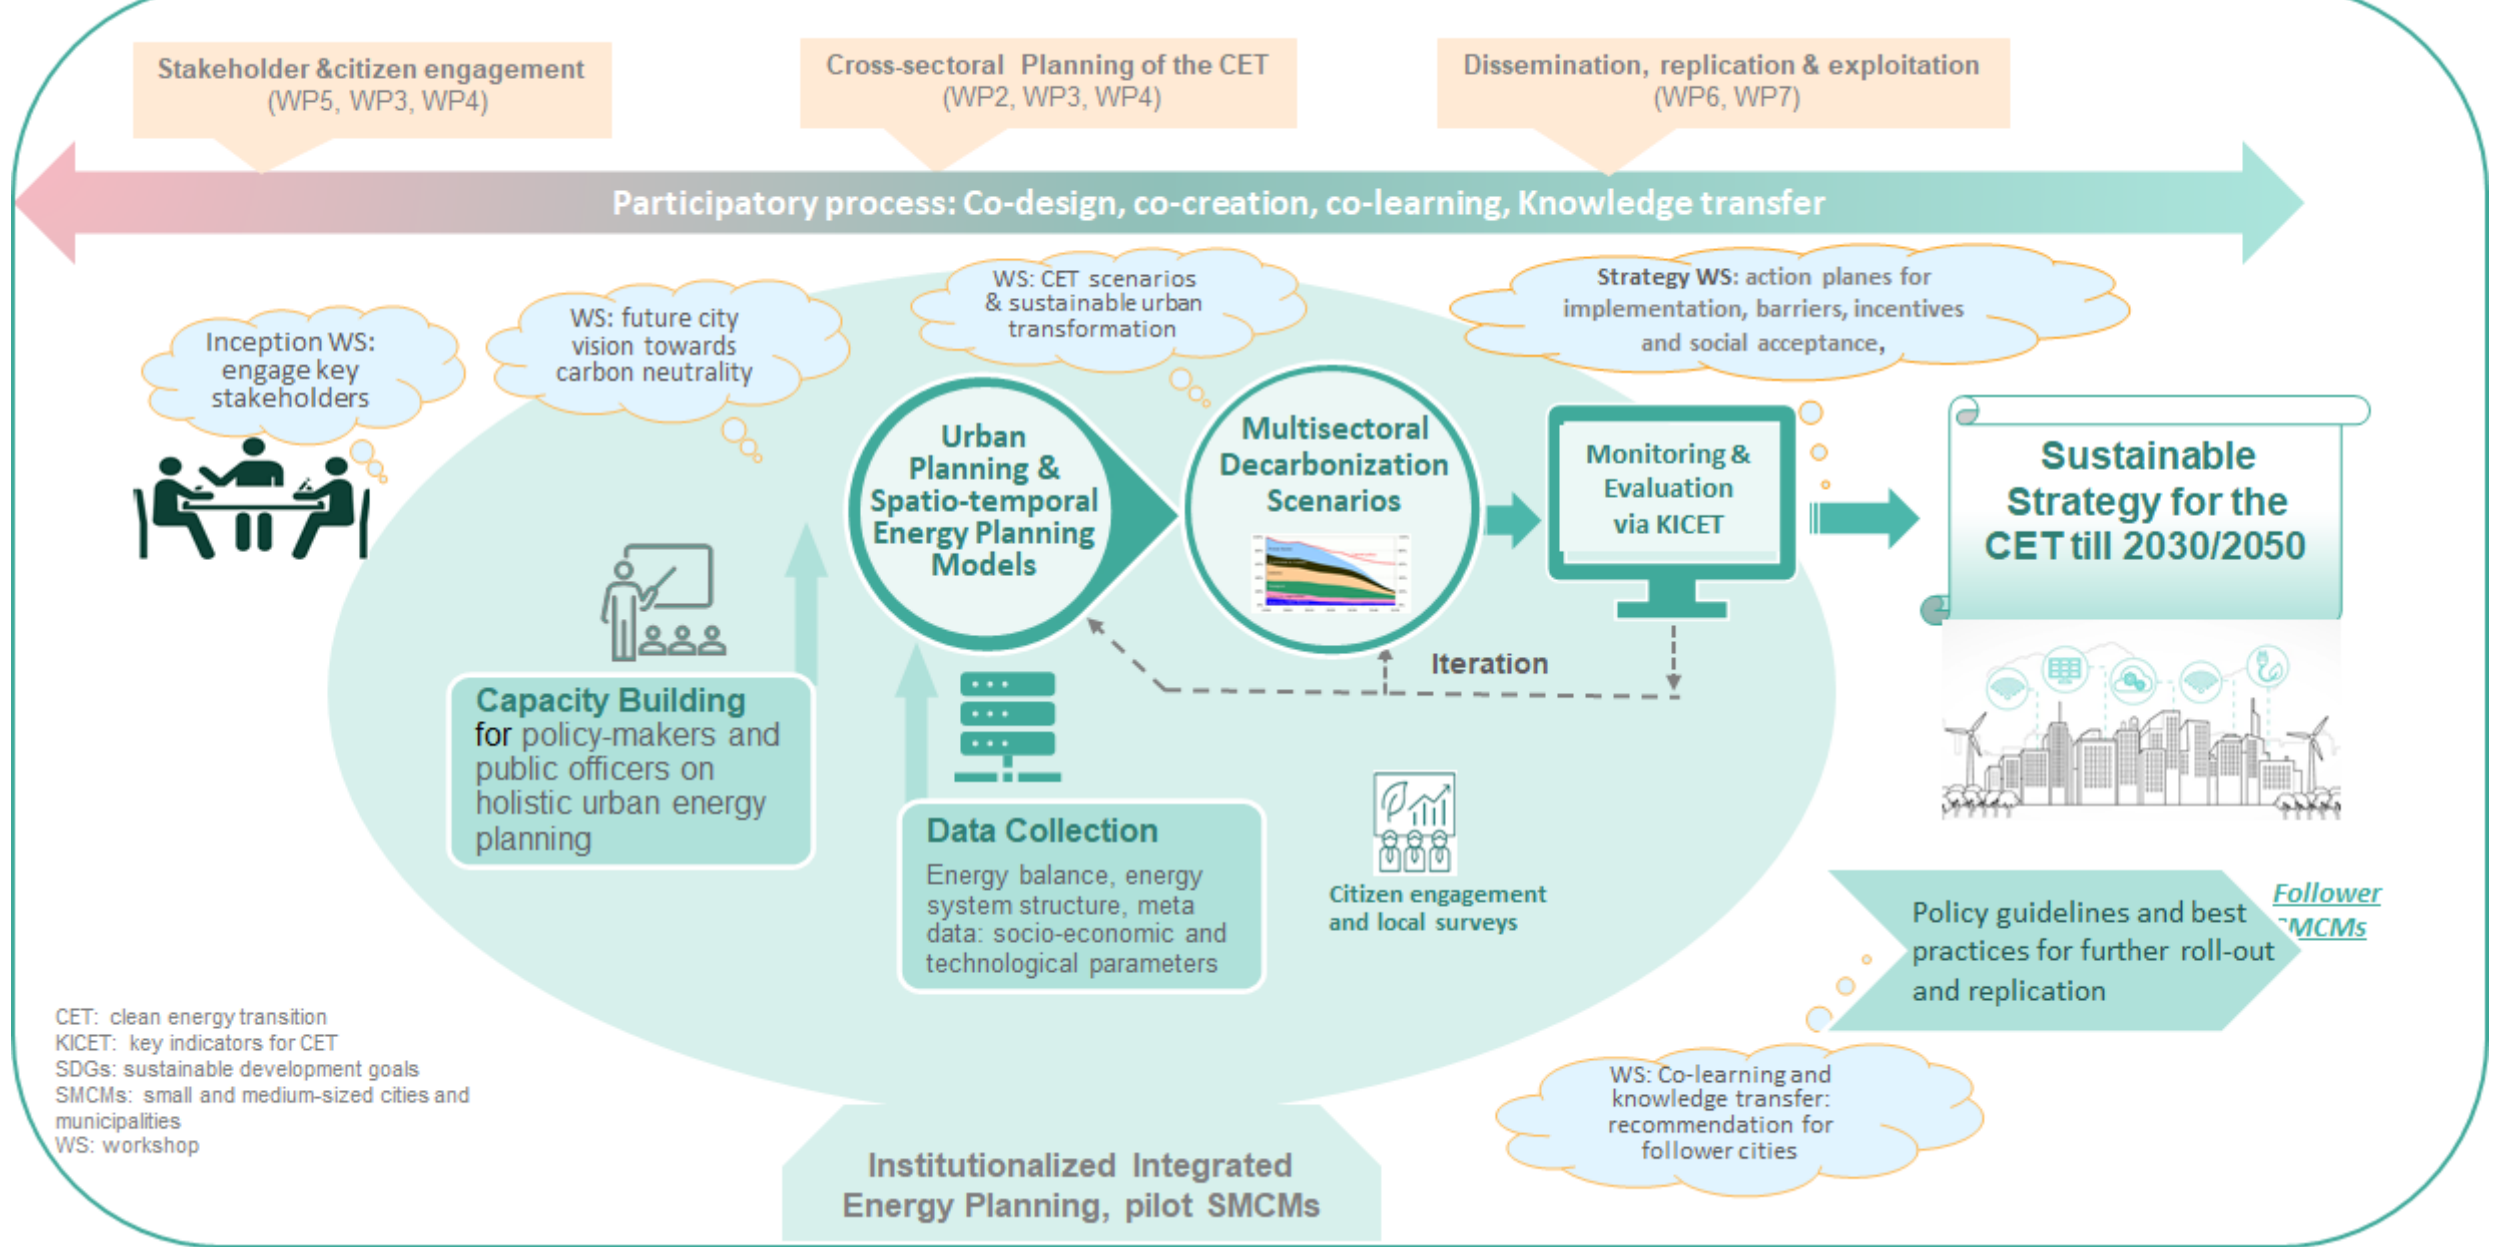 Stakeholder &citizen engagement
(WP5, WP3, WP4)
Cross-sectoral Planning of the CET
(WP2, WP3, WP4)
Dissemination, replication & exploitation
(WP6, WP7)
Participatory process: Co-design, co-creation, co-learning, Knowledge transfer
Inception WS:
engage key
stakeholders
WS: future city
vision towards
carbon neutrality
WS: CET scenarios
& sustainable urban
transformation
Strategy WS: action planes for
implementation, barriers, incentives
and social acceptance,
Urban
Planning &
Spatio-temporal
Energy Planning
Models
Multisectoral
Decarbonization
Scenarios
Monitoring &
Evaluation
via KICET
Sustainable
Strategy for the
CET till 2030/2050
Iteration
Capacity Building
for policy-makers and
public officers on
holistic urban energy
planning
Data Collection
Energy balance, energy
system structure, meta
data: socio-economic and
technological parameters
Citizen engagement
and local surveys
Policy guidelines and best
practices for further roll-out
and replication
Follower
MCMs
WS: Co-learning and
knowledge transfer:
recommendation for
follower cities
CET: clean energy transition
KICET: key indicators for CET
SDGs: sustainable development goals
SMCMs: small and medium-sized cities and
municipalities
WS: workshop
Institutionalized Integrated
Energy Planning, pilot SMCMs